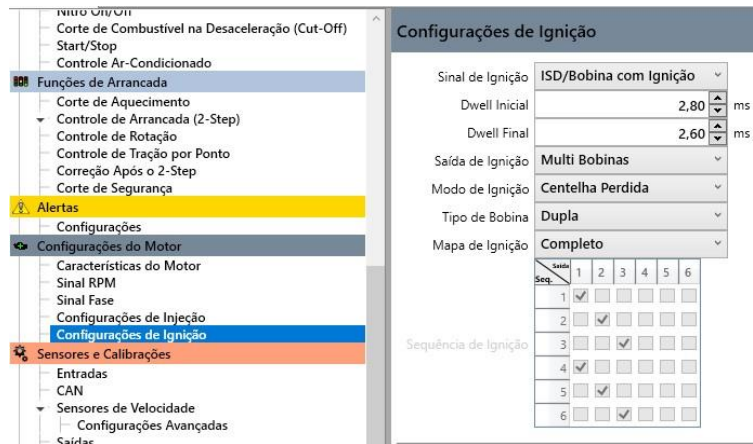 Nitro On/Off
Corte de Combustível na Desaceleração (Cut-Off)
Start/Stop
Controle Ar-Condicionado
Funções de Arrancada
Corte de Aquecimento
Controle de Arrancada (2-Step)
Controle de Rotação
Controle de Tração por Ponto
Correção Após o 2-Step
Corte de Segurança
Alertas
Configurações
Configurações do Motor
Características do Motor
Sinal RPM
Sinal Fase
Configurações de Injeção
Configurações de Ignição
Sensores e Calibrações
Entradas
CAN
Sensores de Velocidade
Configurações Avançadas
Saídas
Configurações de Ignição
Sinal de Ignição ISD/Bobina com Ignição
Dwell Inicial 2,80 ms
Dwell Final 2,60 ms
Saída de Ignição Multi Bobinas
Modo de Ignição Centelha Perdida
Tipo de Bobina Dupla
Mapa de Ignição Completo
Saída 1 2 3 4 5 6
Seq.
1
2
Sequência de Ignição 3
4
5
6